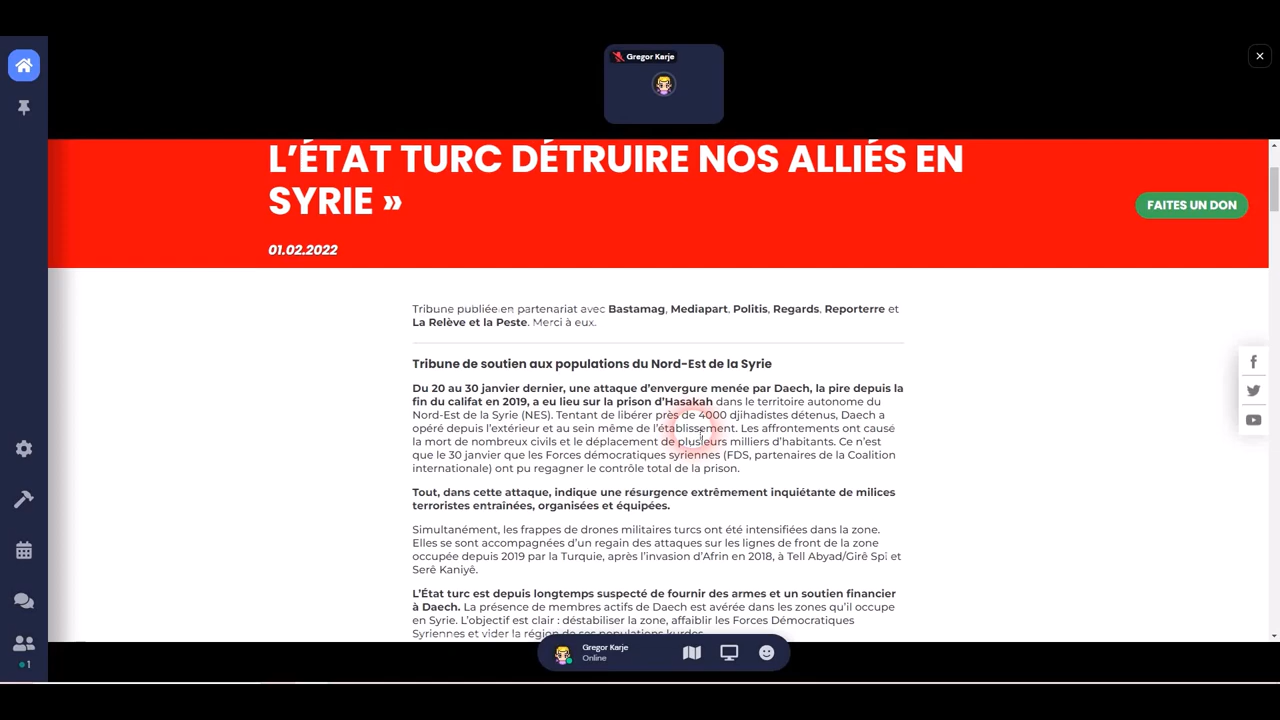 Gregor Karje
L’ÉTAT TURC DÉTRUIRE NOS ALLIÉS EN
SYRIE »
FAITES UN DON
01.02.2022
Tribune publiée en partenariat avec Bastamag, Mediapart, Politis, Regards, Reporterre et
La Relève et la Peste. Merci à eux.
Tribune de soutien aux populations du Nord-Est de la Syrie
Du 20 au 30 janvier dernier, une attaque d’envergure menée par Daech, la pire depuis la
fin du califat en 2019, a eu lieu sur la prison d’Hasakah dans le territoire autonome du
Nord-Est de la Syrie (NES). Tentant de libérer près de 4000 djihadistes détenus, Daech a
opéré depuis l’extérieur et au sein même de l’établissement. Les affrontements ont causé
la mort de nombreux civils et le déplacement de plusieurs milliers d’habitants. Ce n’est
que le 30 janvier que les Forces démocratiques syriennes (FDS, partenaires de la Coalition
internationale) ont pu regagner le contrôle total de la prison.
Tout, dans cette attaque, indique une résurgence extrêmement inquiétante de milices
terroristes entraînées, organisées et équipées.
Simultanément, les frappes de drones militaires turcs ont été intensifiées dans la zone.
Elles se sont accompagnées d’un regain des attaques sur les lignes de front de la zone
occupée depuis 2019 par la Turquie, après l’invasion d’Afrin en 2018, à Tell Abyad/Girê Spî et
Serê Kaniyê.
L’État turc est depuis longtemps suspecté de fournir des armes et un soutien financier
à Daech. La présence de membres actifs de Daech est avérée dans les zones qu’il occupe
en Syrie. L’objectif est clair : déstabiliser la zone, affaiblir les Forces Démocratiques
Syriennes et vider la région de ses populations kurdes.
Gregor Karje
Online
1